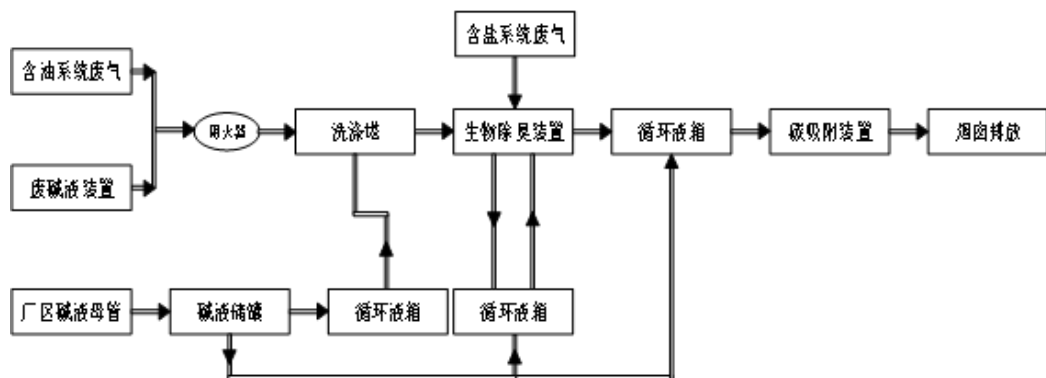 含盐系统废气
含油系统废气
阻火器
洗涤塔
生物除臭装置
循环液箱
碳吸附装置
烟囱排放
废碱液装置
厂区碱液母管
碱液储罐
循环液箱
循环液箱